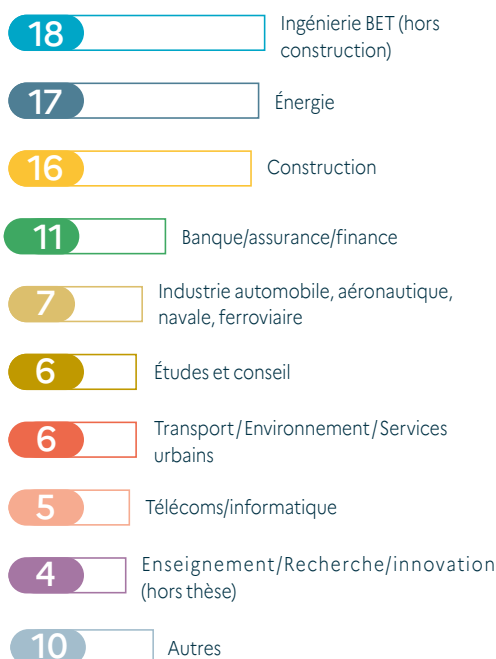 18
Ingénierie BET (hors
construction)
17
Énergie
16
Construction
11
Banque/assurance/finance
7
Industrie automobile, aéronautique,
navale, ferroviaire
6
Études et conseil
6
Transport/Environnement/Services
urbains
5
Télécoms/informatique
4
Enseignement/Recherche/innovation
(hors thèse)
10
Autres